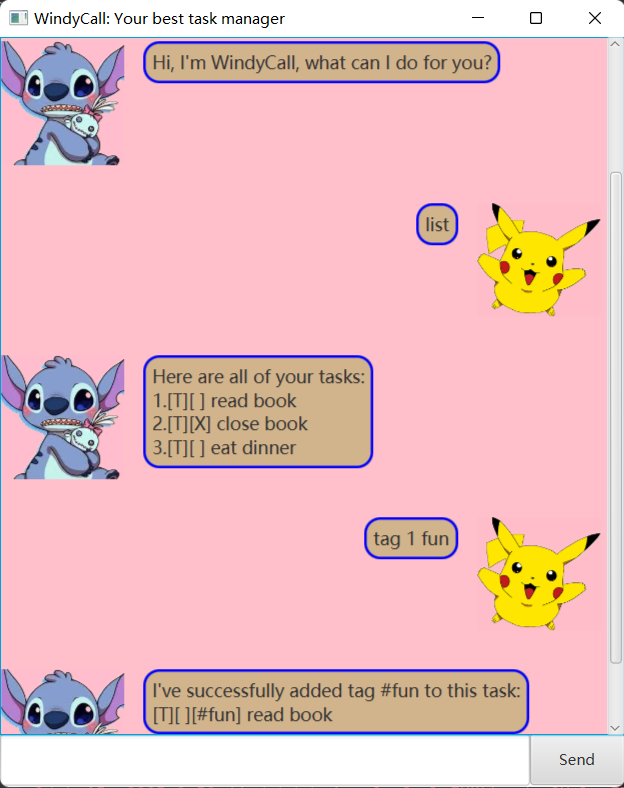 WindyCall: Your best task manager
Hi, I'm WindyCall, what can I do for you?
list
Here are all of your tasks:
1.[T][ ] read book
2.[T][X] close book
3.[T][ ] eat dinner
tag 1 fun
I've successfully added tag #fun to this task:
[T][ ][#fun] read book
Send